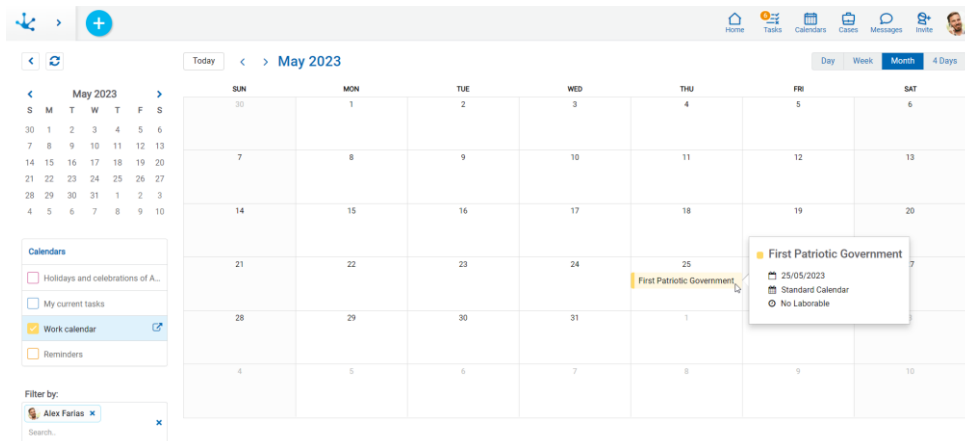 6
Home Tasks Calendars Cases Messages Invite
Today May 2023 Day Week Month 4 Days
May 2023
S M T W T F S
30 1 2 3 4 5 6
7 8 9 10 11 12 13
14 15 16 17 18 19 20
21 22 23 24 25 26 27
28 29 30 31 1 2 3
4 5 6 7 8 9 10
Calendars
Holidays and celebrations of A...
My current tasks
Work calendar
Reminders
Filter by:
Alex Farias
Search..
SUN MON TUE WED THU FRI SAT
30 1 2 3 4 5 6
7 8 9 10 11 12 13
14 15 16 17 18 19 20
21 22 23 24 25 7
First Patriotic Government
First Patriotic Government
25/05/2023
Standard Calendar
No Laborable
28 29 30 31 1
4 5 6 7 8 9 10